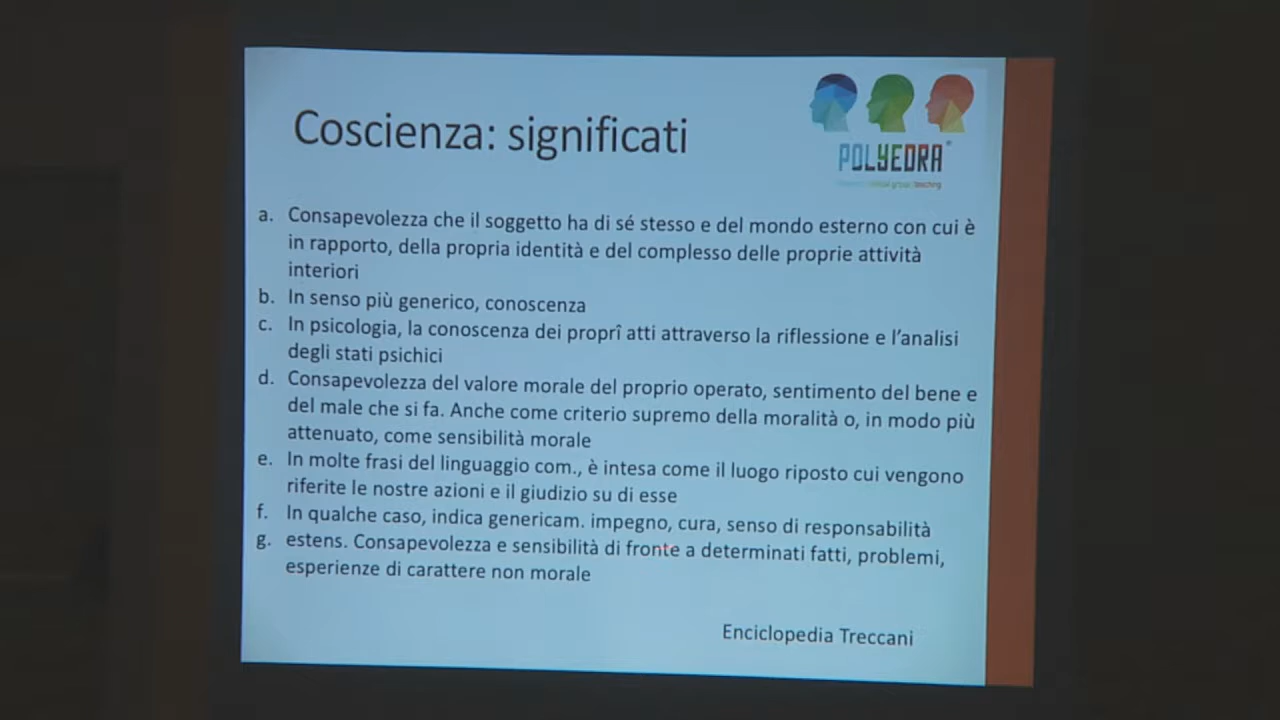 Coscienza: significati
POLYEDRA
a. Consapevolezza che il soggetto ha di sé stesso e del mondo esterno con cui è
in rapporto, della propria identità e del complesso delle proprie attività
interiori
b. In senso più generico, conoscenza
c. In psicologia, la conoscenza dei proprî atti attraverso la riflessione e l'analisi
degli stati psichici
d. Consapevolezza del valore morale del proprio operato, sentimento del bene e
del male che si fa. Anche come criterio supremo della moralità o, in modo più
attenuato, come sensibilità morale
e. In molte frasi del linguaggio com., è intesa come il luogo riposto cui vengono
riferite le nostre azioni e il giudizio su di esse
f. In qualche caso, indica genericam. impegno, cura, senso di responsabilità
g. estens. Consapevolezza e sensibilità di fronte a determinati fatti, problemi,
esperienze di carattere non morale
Enciclopedia Treccani